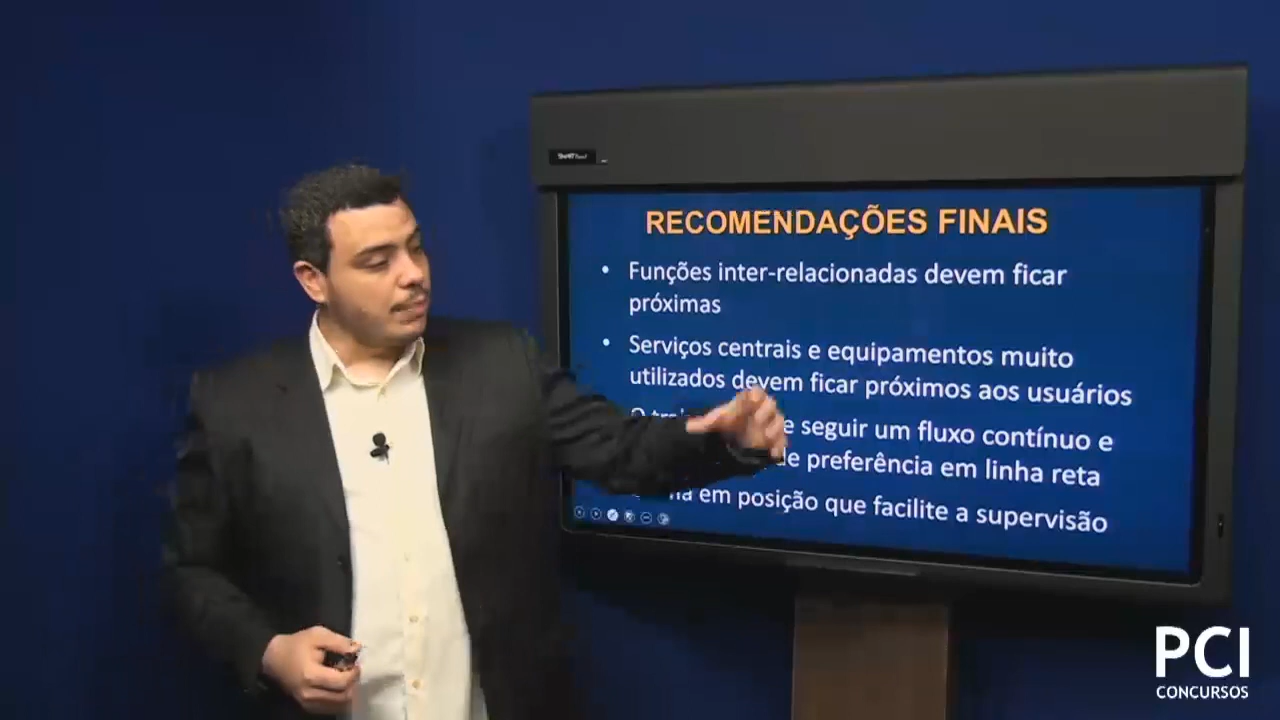 SMART
RECOMENDAÇÕES FINAIS
• Funções inter-relacionadas devem ficar
próximas
• Serviços centrais e equipamentos muito
utilizados devem ficar próximos aos usuários
O e seguir um fluxo contínuo e
de preferência em linha reta
em posição que facilite a supervisão
PCI
CONCURSOS